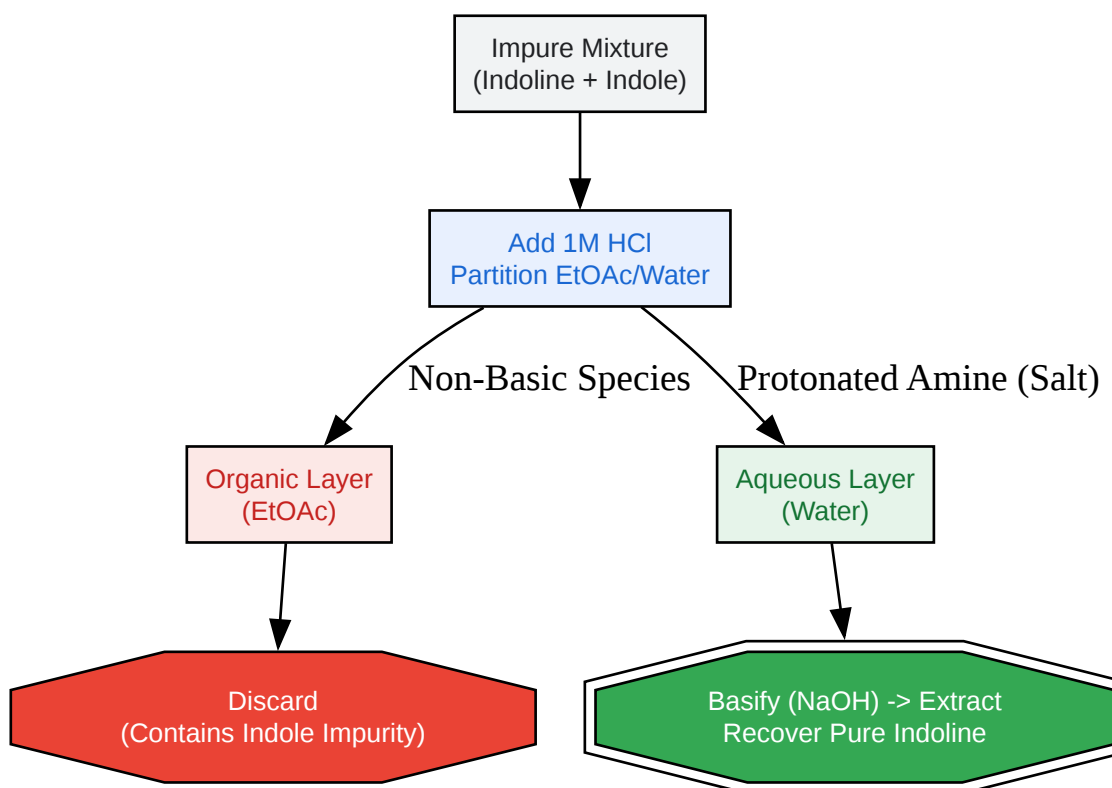 Impure Mixture
(Indoline + Indole)
Add 1M HCl
Partition EtOAc/Water
Non-Basic Species
Protonated Amine (Salt)
Organic Layer
(EtOAc)
Aqueous Layer
(Water)
Discard
(Contains Indole Impurity)
Basify (NaOH) -> Extract
Recover Pure Indoline